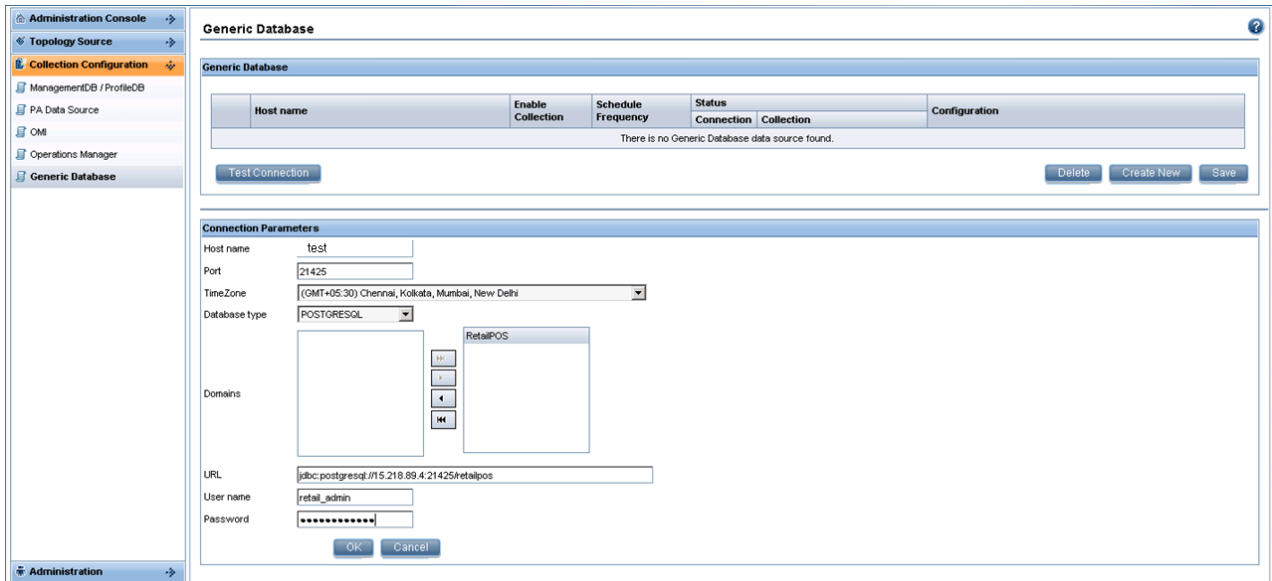 Administration Console
Topology Source
Collection Configuration
ManagementDB / ProfileDB
PA Data Source
OMI
Operations Manager
Generic Database
Administration
Generic Database
?
Generic Database
Host name
Enable Collection
Schedule Frequency
Status
Connection
Collection
Configuration
There is no Generic Database data source found.
Test Connection
Delete
Create New
Save
Connection Parameters
Host name
test
Port
21425
TimeZone
(GMT+05:30) Chennai, Kolkata, Mumbai, New Delhi
Database type
POSTGRESQL
Domains
RetailPOS
URL
jdbc:postgresql://15.218.89.4:21425/retailpos
User name
retail_admin
Password
••••••••••••
OK
Cancel